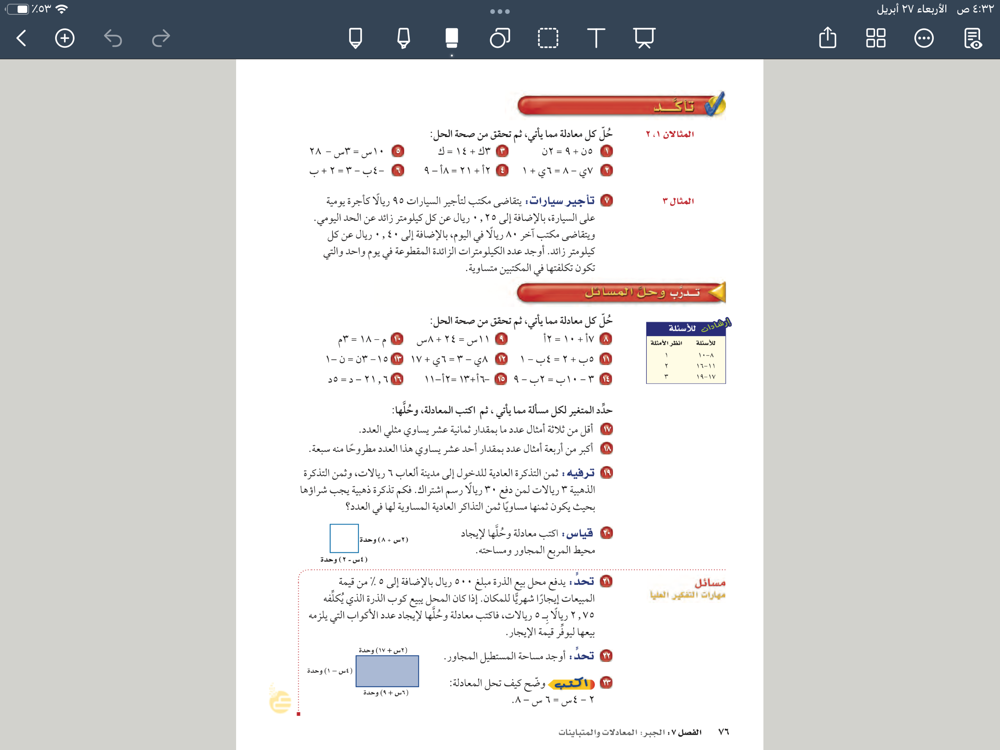 ٤:٣٢ ص الأربعاء ٢٧ أبريل
٪٥٣
تأكَّـد
المثالان ١، ٢
حُلّ كل معادلة مما يأتي، ثم تحقق من صحة الحل:
١ ٥ن + ٩ = ٢ن
٣ ٣ك + ١٤ = ك
٥ ١٠س = ٣س – ٢٨
٢ ٧ي – ٨ = ٦ي + ١
٤ ٢أ + ٢١ = ٨أ – ٩
٦ –٤ب – ٣ = ٢ + ب
المثال ٣
٧ تأجير سيارات: يتقاضى مكتب لتأجير السيارات ٩٥ ريالًا كأجرة يومية
على السيارة، بالإضافة إلى ٠,٢٥ ريال عن كل كيلومتر زائد عن الحد اليومي.
ويتقاضى مكتب آخر ٨٠ ريالًا في اليوم، بالإضافة إلى ٠,٤٠ ريال عن كل
كيلومتر زائد. أوجد عدد الكيلومترات الزائدة المقطوعة في يوم واحد والتي
تكون تكلفتها في المكتبين متساوية.
تـدرَّب وحلَّ المسائل
إرشادات للأسئلة
للأسئلة انظر الأمثلة
٨–١٠ ١
١١–١٦ ٢
١٧–١٩ ٣
حُلّ كل معادلة مما يأتي، ثم تحقق من صحة الحل:
٨ ٧أ + ١٠ = ٢أ
٩ ١١س = ٢٤ + ٨س
١٠ م – ١٨ = ٣م
١١ ٥ب + ٢ = ٤ب – ١
١٢ ٨ي – ٣ = ٦ي + ١٧
١٣ ١٥ – ٣ن = ن –١
١٤ ٣ – ١٠ب = ٢ب – ٩
١٥ –٦أ+١٣ =٢أ–١١
١٦ ٢١,٦ – د = ٥د
حدِّد المتغير لكل مسألة مما يأتي ، ثم اكتب المعادلة، وحُلَّها:
١٧ أقل من ثلاثة أمثال عدد ما بمقدار ثمانية عشر يساوي مثلي العدد.
١٨ أكبر من أربعة أمثال عدد بمقدار أحد عشر يساوي هذا العدد مطروحًا منه سبعة.
١٩ ترفيه: ثمن التذكرة العادية للدخول إلى مدينة ألعاب ٦ ريالات، وثمن التذكرة
الذهبية ٣ ريالات لمن دفع ٣٠ ريالًا رسم اشتراك. فكم تذكرة ذهبية يجب شراؤها
بحيث يكون ثمنها مساويًا ثمن التذاكر العادية المساوية لها في العدد؟
٢٠ قياس: اكتب معادلة وحُلَّها لإيجاد
محيط المربع المجاور ومساحته.
(٢س + ٨) وحدة
(٤س - ٢) وحدة
مسائل
مهارات التفكير العليا
٢١ تحدٍّ: يدفع محل بيع الذرة مبلغ ٥٠٠ ريال بالإضافة إلى ٥ ٪ من قيمة
المبيعات إيجارًا شهريًّا للمكان. إذا كان المحل يبيع كوب الذرة الذي يُكلِّفه
٢,٧٥ ريالًا بِـ ٥ ريالات، فاكتب معادلة وحُلَّها لإيجاد عدد الأكواب التي يلزمه
بيعها ليوفِّر قيمة الإيجار.
٢٢ تحدٍّ: أوجد مساحة المستطيل المجاور.
(٢س + ١٧) وحدة
(٤س – ١) وحدة
(٦س + ٩) وحدة
٢٣ اكتب وضّح كيف تحل المعادلة:
٢ – ٤س = ٦ س – ٨.
٧٦ الفصل ٧: الجبر: المعادلات والمتباينات